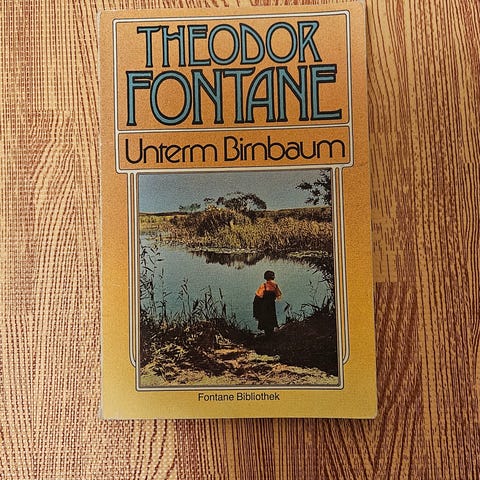 THEODOR
FONTANE
Unterm Birnbaum
Fontane Bibliothek